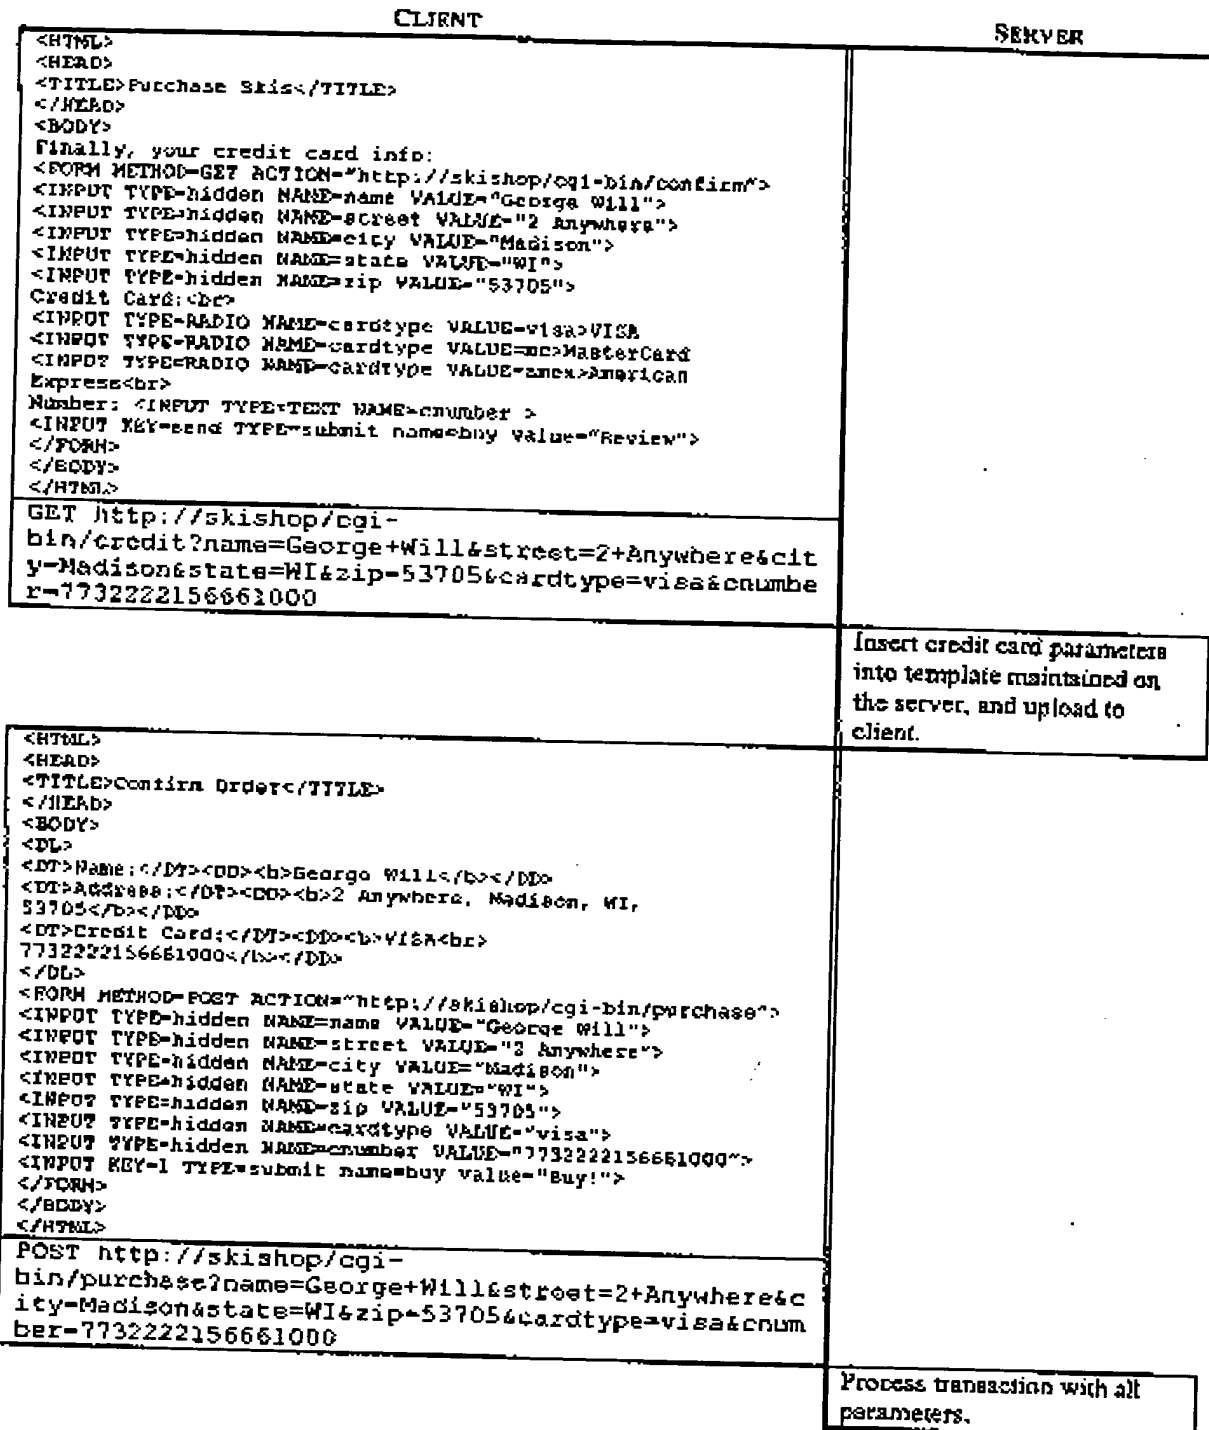 CLIENT
SERVER
<HTML>
<HEAD>
<TITLE>Purchase Skis</TITLE>
</HEAD>
<BODY>
Finally, your credit card info:
<FORM METHOD=GET ACTION="http://skishop/cgi-bin/confirm">
<INPUT TYPE=hidden NAME=name VALUE="George Will">
<INPUT TYPE=hidden NAME=street VALUE="2 Anywhere">
<INPUT TYPE=hidden NAME=city VALUE="Madison">
<INPUT TYPE=hidden NAME=state VALUE="WI">
<INPUT TYPE=hidden NAME=zip VALUE="53705">
Credit Card:<br>
<INPUT TYPE=RADIO NAME=cardtype VALUE=visa>VISA
<INPUT TYPE=RADIO NAME=cardtype VALUE=mc>MasterCard
<INPUT TYPE=RADIO NAME=cardtype VALUE=amex>American
Express<br>
Number: <INPUT TYPE=TEXT NAME=cnumber >
<INPUT KEY=send TYPE=submit name=buy value="Review">
</FORM>
</BODY>
</HTML>
GET http://skishop/cgi-
bin/credit?name=George+Will&street=2+Anywhere&cit
y=Madison&state=WI&zip=53705&cardtype=visa&cnumbe
r=7732222156661000
Insert credit card parameters
into template maintained on
the server, and upload to
client.
<HTML>
<HEAD>
<TITLE>Confirm Order</TITLE>
</HEAD>
<BODY>
<DL>
<DT>Name:</DT><DD><b>George Will</b></DD>
<DT>Address:</DT><DD><b>2 Anywhere, Madison, WI,
53705</b></DD>
<DT>Credit Card:</DT><DD><b>VISA<br>
7732222156661000</b></DD>
</DL>
<FORM METHOD=POST ACTION="http://skishop/cgi-bin/purchase">
<INPUT TYPE=hidden NAME=name VALUE="George Will">
<INPUT TYPE=hidden NAME=street VALUE="2 Anywhere">
<INPUT TYPE=hidden NAME=city VALUE="Madison">
<INPUT TYPE=hidden NAME=state VALUE="WI">
<INPUT TYPE=hidden NAME=zip VALUE="53705">
<INPUT TYPE=hidden NAME=cardtype VALUE="visa">
<INPUT TYPE=hidden NAME=cnumber VALUE="7732222156661000">
<INPUT KEY=1 TYPE=submit name=buy value="Buy!">
</FORM>
</BODY>
</HTML>
POST http://skishop/cgi-
bin/purchase?name=George+Will&street=2+Anywhere&c
ity=Madison&state=WI&zip=53705&cardtype=visa&cnum
ber=7732222156661000
Process transaction with all
parameters.